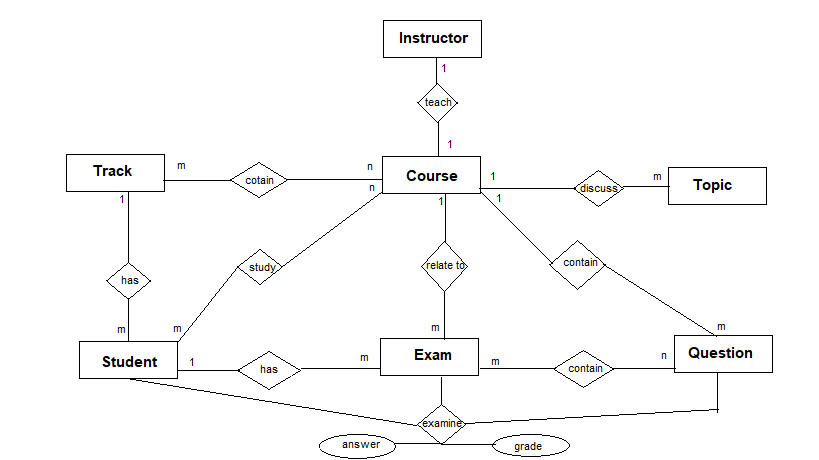 Instructor
1
teach
1
Track
m
cotain
n
Course
1
discuss
m
Topic
n
1
1
1
study
relate to
contain
has
m
m
m
m
Student
1
has
m
Exam
m
contain
n
Question
examine
answer
grade